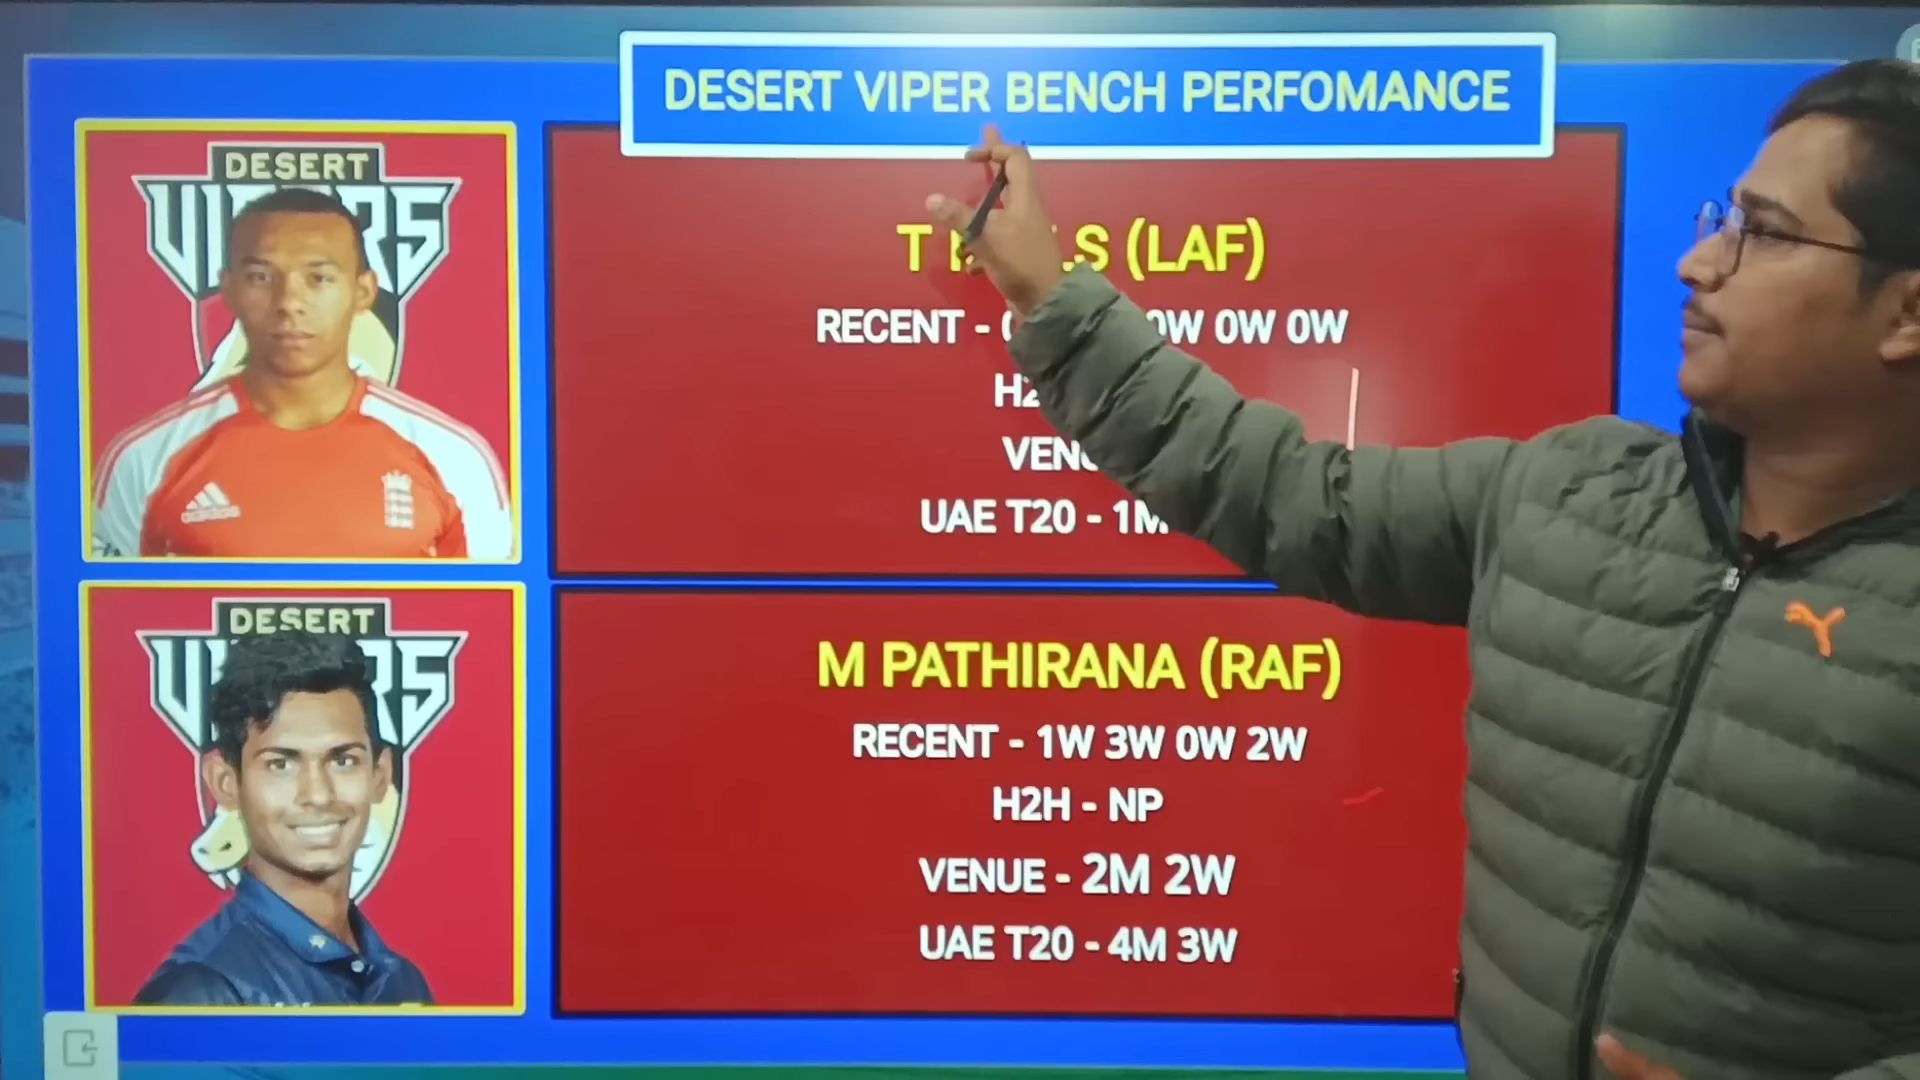 DESERT VIPER BENCH PERFOMANCE
DESERT
T (LAF)
RECENT - 0W 0W 0W
UAE T20 - 1M
DESERT
M PATHIRANA (RAF)
RECENT - 1W 3W 0W 2W
H2H - NP
VENUE - 2M 2W
UAE T20 - 4M 3W